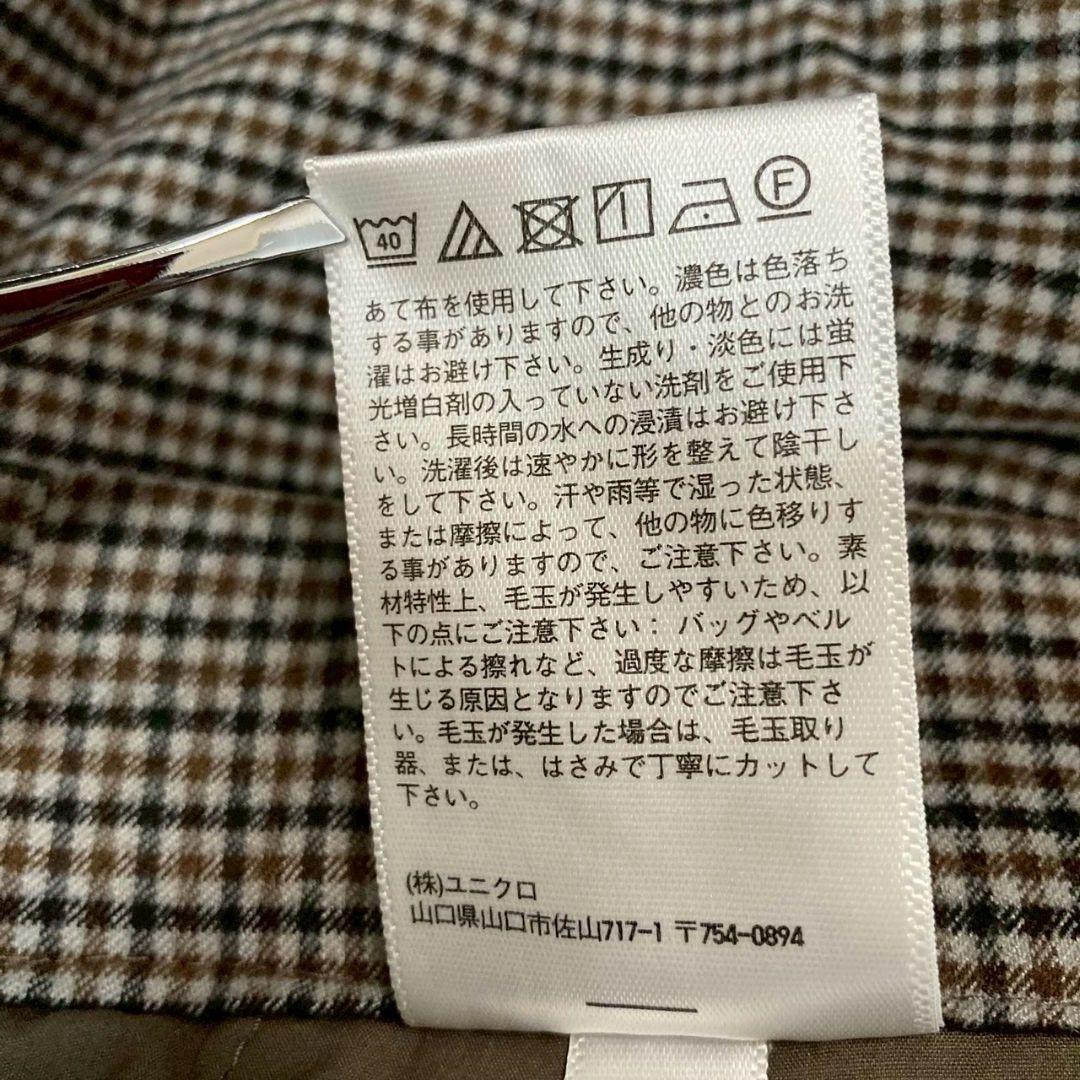 40 F
あて布を使用して下さい。濃色は色落ち
する事がありますので、他の物とのお洗
濯はお避け下さい。生成り・淡色には蛍
光増白剤の入っていない洗剤をご使用下
さい。長時間の水への浸漬はお避け下さ
い。洗濯後は速やかに形を整えて陰干し
をして下さい。汗や雨等で湿った状態、
または摩擦によって、他の物に色移りす
る事がありますので、ご注意下さい。素
材特性上、毛玉が発生しやすいため、以
下の点にご注意下さい： バッグやベル
トによる擦れなど、過度な摩擦は毛玉が
生じる原因となりますのでご注意下さ
い。毛玉が発生した場合は、毛玉取り
器、または、はさみで丁寧にカットして
下さい。
(株)ユニクロ
山口県山口市佐山717-1 〒754-0894